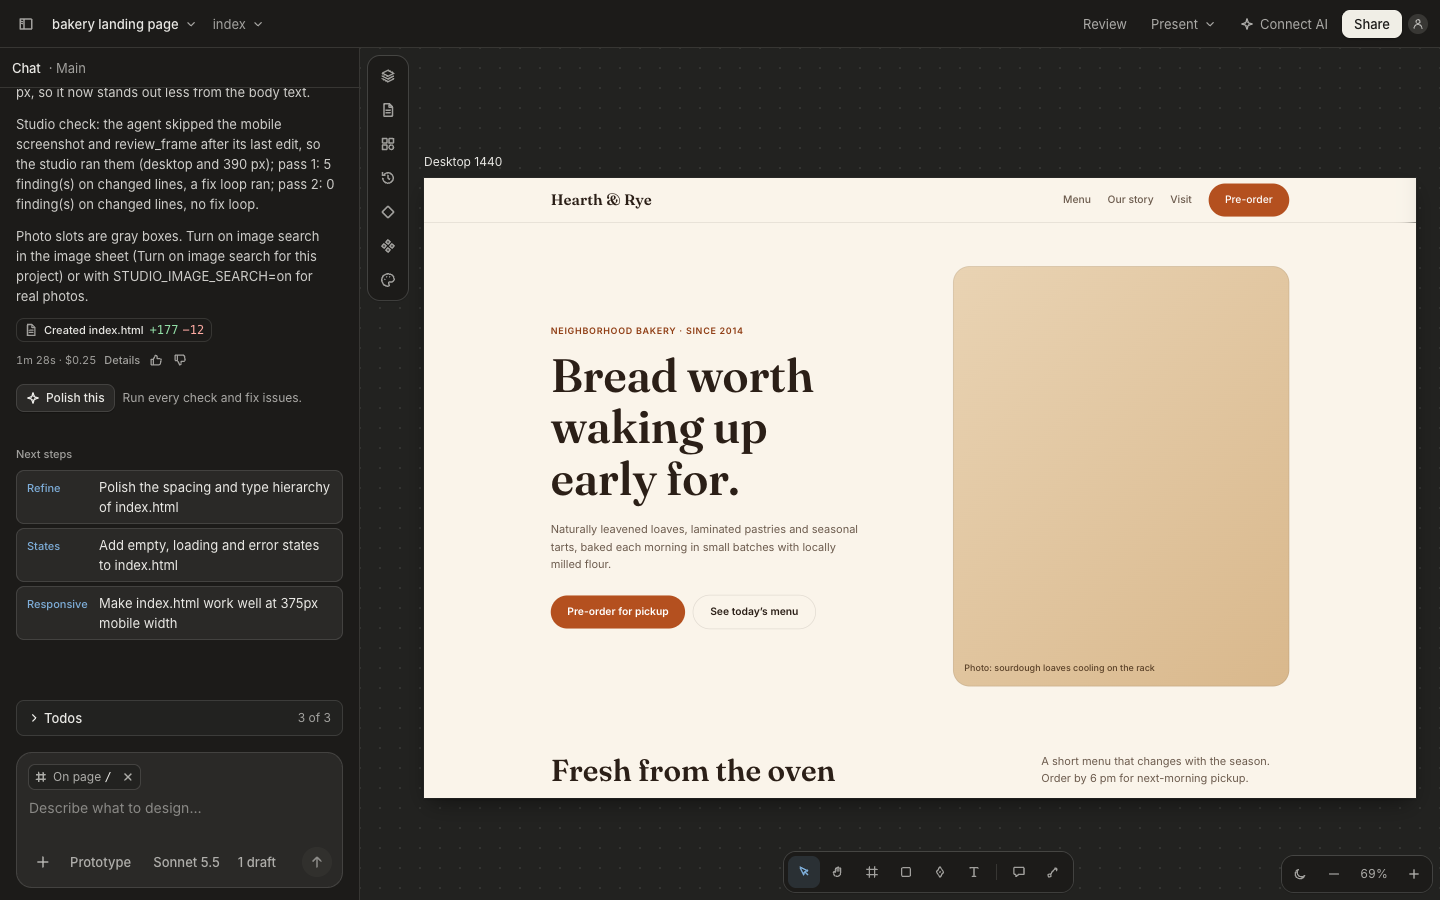 bakery landing page
index
Review
Present
Connect AI
Share
Chat · Main
px, so it now stands out less from the body text.
Studio check: the agent skipped the mobile
screenshot and review_frame after its last edit, so
the studio ran them (desktop and 390 px); pass 1: 5
finding(s) on changed lines, a fix loop ran; pass 2: 0
finding(s) on changed lines, no fix loop.
Photo slots are gray boxes. Turn on image search
in the image sheet (Turn on image search for this
project) or with STUDIO_IMAGE_SEARCH=on for
real photos.
Created index.html +177 −12
1m 28s · $0.25 Details
Polish this
Run every check and fix issues.
Next steps
Refine
Polish the spacing and type hierarchy
of index.html
States
Add empty, loading and error states
to index.html
Responsive
Make index.html work well at 375px
mobile width
Todos
3 of 3
On page /
Describe what to design...
Prototype
Sonnet 5.5
1 draft
Desktop 1440
Hearth & Rye
Menu
Our story
Visit
Pre-order
NEIGHBORHOOD BAKERY · SINCE 2014
Bread worth
waking up
early for.
Naturally leavened loaves, laminated pastries and seasonal
tarts, baked each morning in small batches with locally
milled flour.
Pre-order for pickup
See today’s menu
Photo: sourdough loaves cooling on the rack
Fresh from the oven
A short menu that changes with the season.
Order by 6 pm for next-morning pickup.
69%